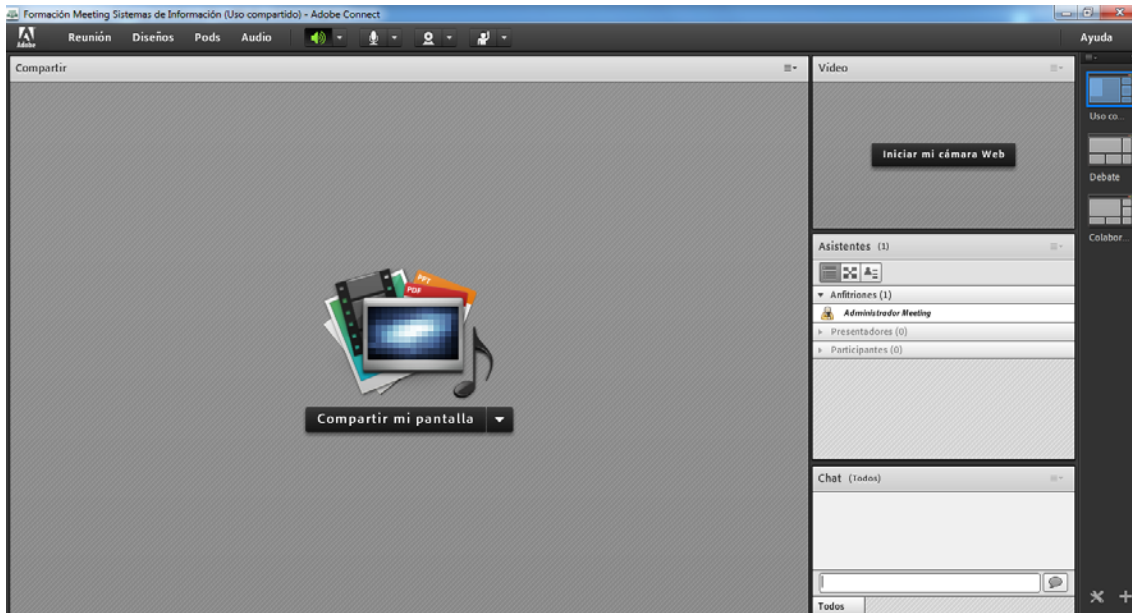 Formación Meeting Sistemas de Información (Uso compartido) - Adobe Connect
Adobe Reunión Diseños Pods Audio Ayuda
Compartir
PPT
PDF
Compartir mi pantalla
Vídeo
Iniciar mi cámara Web
Asistentes (1)
Anfitriones (1)
Administrador Meeting
Presentadores (0)
Participantes (0)
Chat (Todos)
Todos
Uso co...
Debate
Colabor...